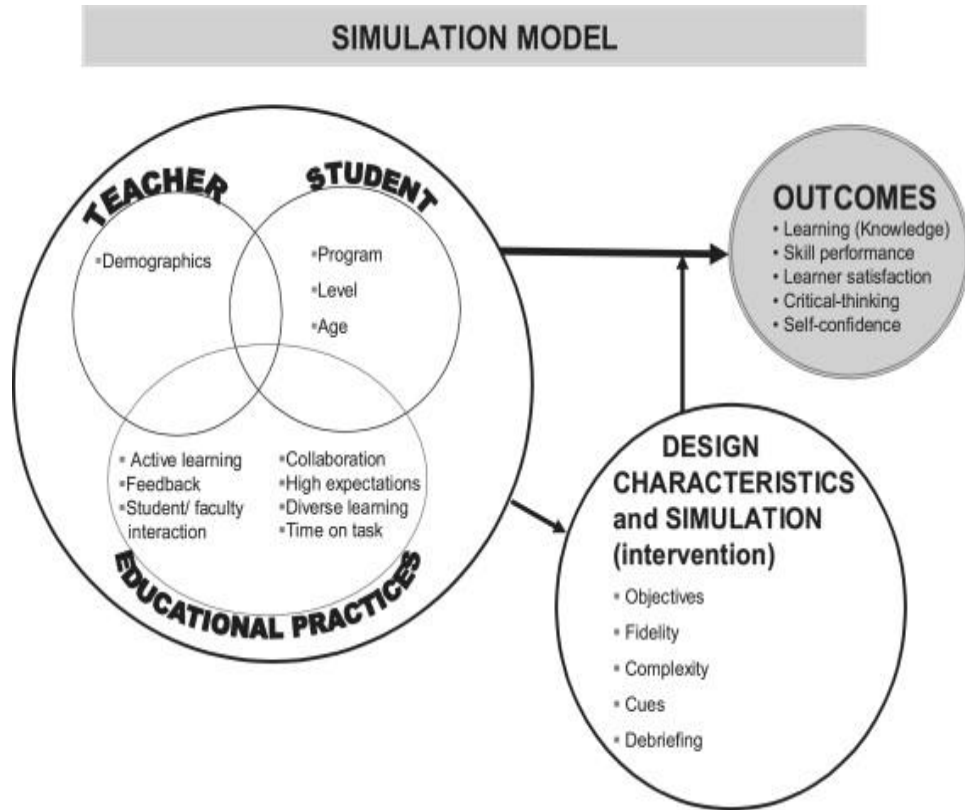 SIMULATION MODEL
TEACHER
STUDENT
▪Demographics
▪Program
▪Level
▪Age
▪ Active learning
▪Feedback
▪Student/ faculty
interaction
▪Collaboration
▪High expectations
▪Diverse learning
▪Time on task
EDUCATIONAL PRACTICES
OUTCOMES
• Learning (Knowledge)
• Skill performance
• Learner satisfaction
• Critical-thinking
• Self-confidence
DESIGN
CHARACTERISTICS
and SIMULATION
(intervention)
▪ Objectives
▪ Fidelity
▪ Complexity
▪ Cues
▪ Debriefing